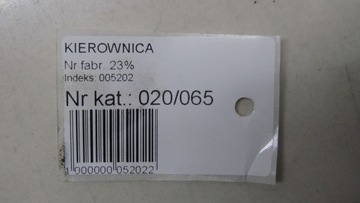 KIEROWNICA
Nr fabr. 23%
Indeks: 005202
Nr kat.: 020/065
1 000000 052022